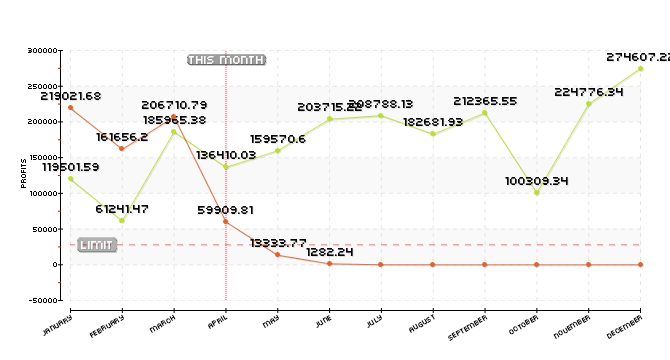 THIS MONTH
300000
250000
200000
150000
100000
50000
0
-50000
PROFITS
LIMIT
219021.68
161656.2
206710.79
59909.81
13333.77
1282.24
119501.59
61241.47
185965.38
136410.03
159570.6
203715.22
208788.13
182681.93
212365.55
100309.34
224776.34
274607.22
JANUARY
FEBRUARY
MARCH
APRIL
MAY
JUNE
JULY
AUGUST
SEPTEMBER
OCTOBER
NOVEMBER
DECEMBER